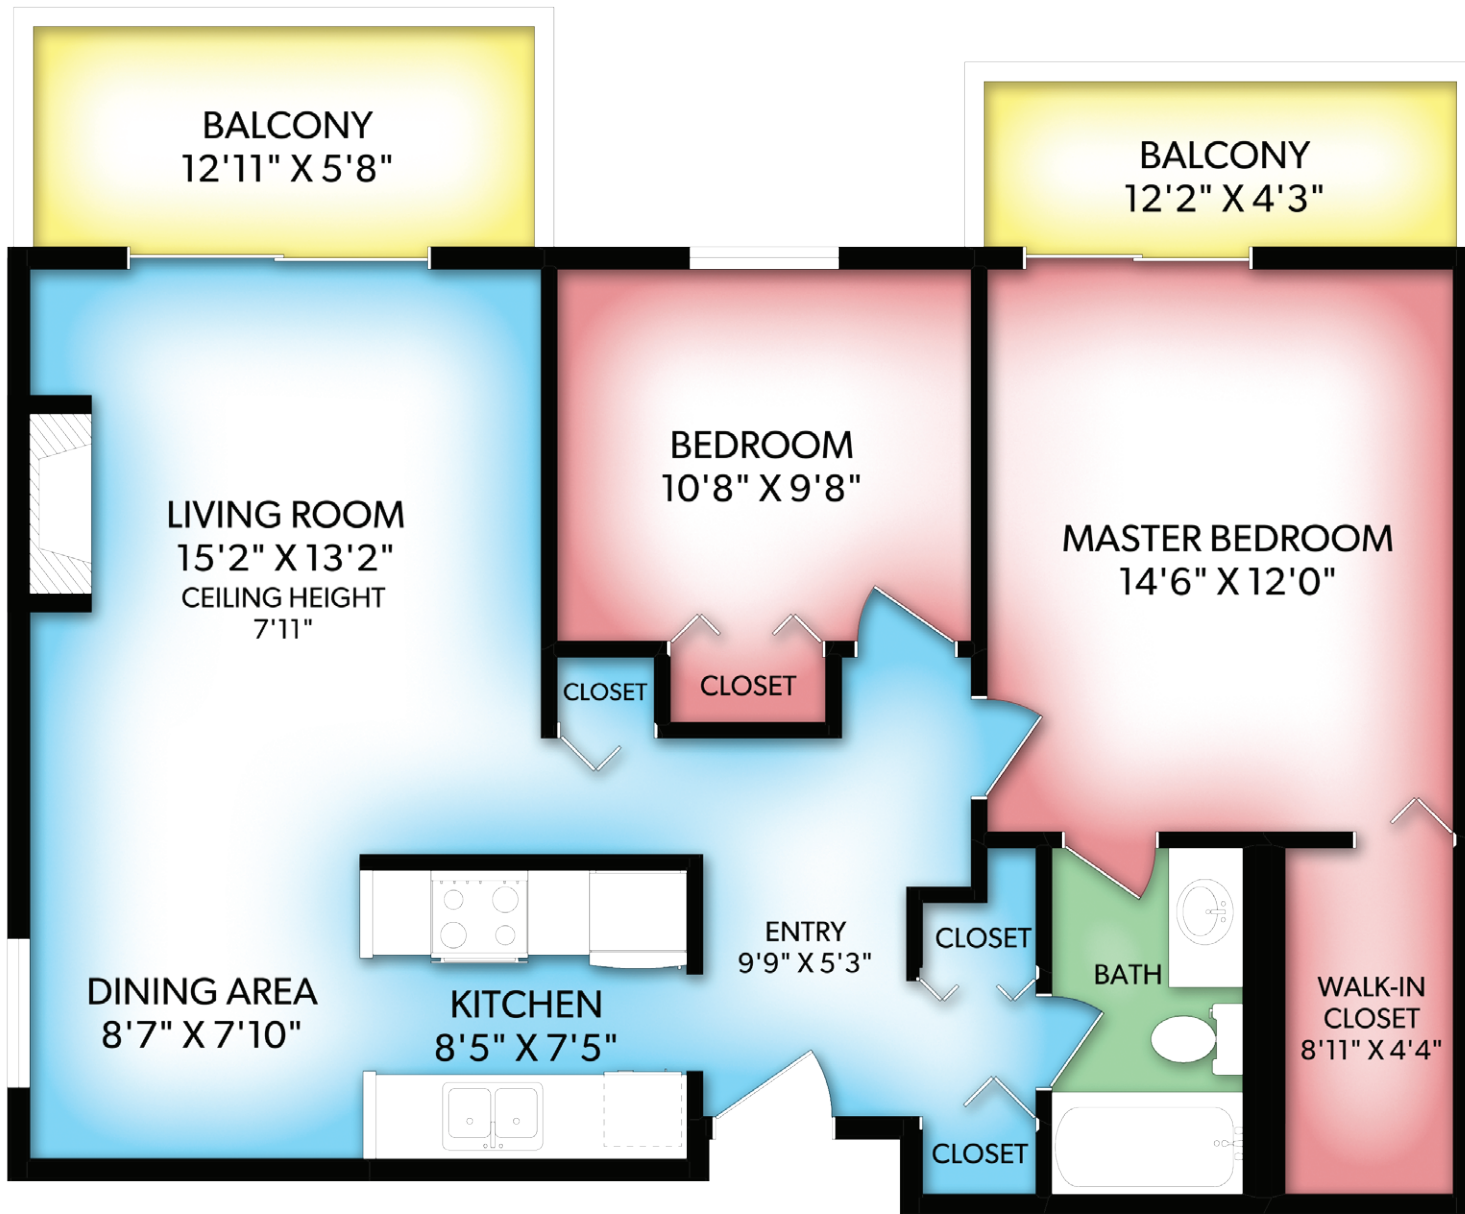 BALCONY
12'11" X 5'8"
BALCONY
12'2" X 4'3"
BEDROOM
10'8" X 9'8"
LIVING ROOM
15'2" X 13'2"
CEILING HEIGHT
7'11"
MASTER BEDROOM
14'6" X 12'0"
CLOSET
CLOSET
ENTRY
9'9" X 5'3"
CLOSET
BATH
DINING AREA
8'7" X 7'10"
KITCHEN
8'5" X 7'5"
WALK-IN
CLOSET
8'11" X 4'4"
CLOSET